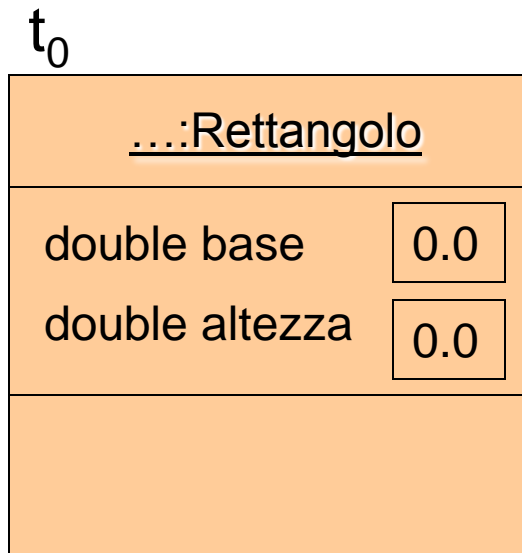 t₀
…:Rettangolo
double base 0.0
double altezza 0.0